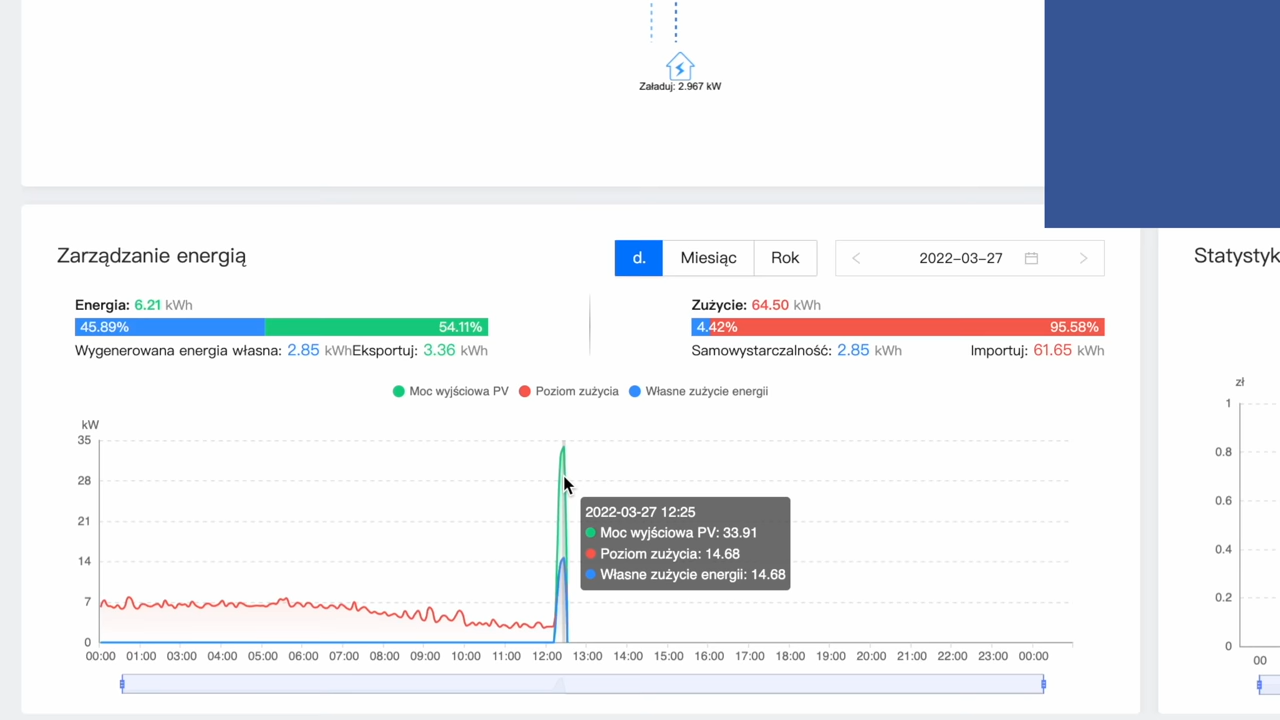 Załaduj: 2.967 kW
Zarządzanie energią
d. Miesiąc Rok
2022-03-27
Statystyk
Energia: 6.21 kWh
45.89% 54.11%
Wygenerowana energia własna: 2.85 kWh Eksportuj: 3.36 kWh
Zużycie: 64.50 kWh
4.42% 95.58%
Samowystarczalność: 2.85 kWh Importuj: 61.65 kWh
Moc wyjściowa PV Poziom zużycia Własne zużycie energii
kW
35
28
21
14
7
0
2022-03-27 12:25
Moc wyjściowa PV: 33.91
Poziom zużycia: 14.68
Własne zużycie energii: 14.68
00:00 01:00 03:00 04:00 05:00 06:00 07:00 08:00 09:00 10:00 11:00 12:00 13:00 14:00 15:00 16:00 17:00 18:00 19:00 20:00 21:00 22:00 23:00 00:00
zł
1
0.8
0.6
0.4
0.2
0
00